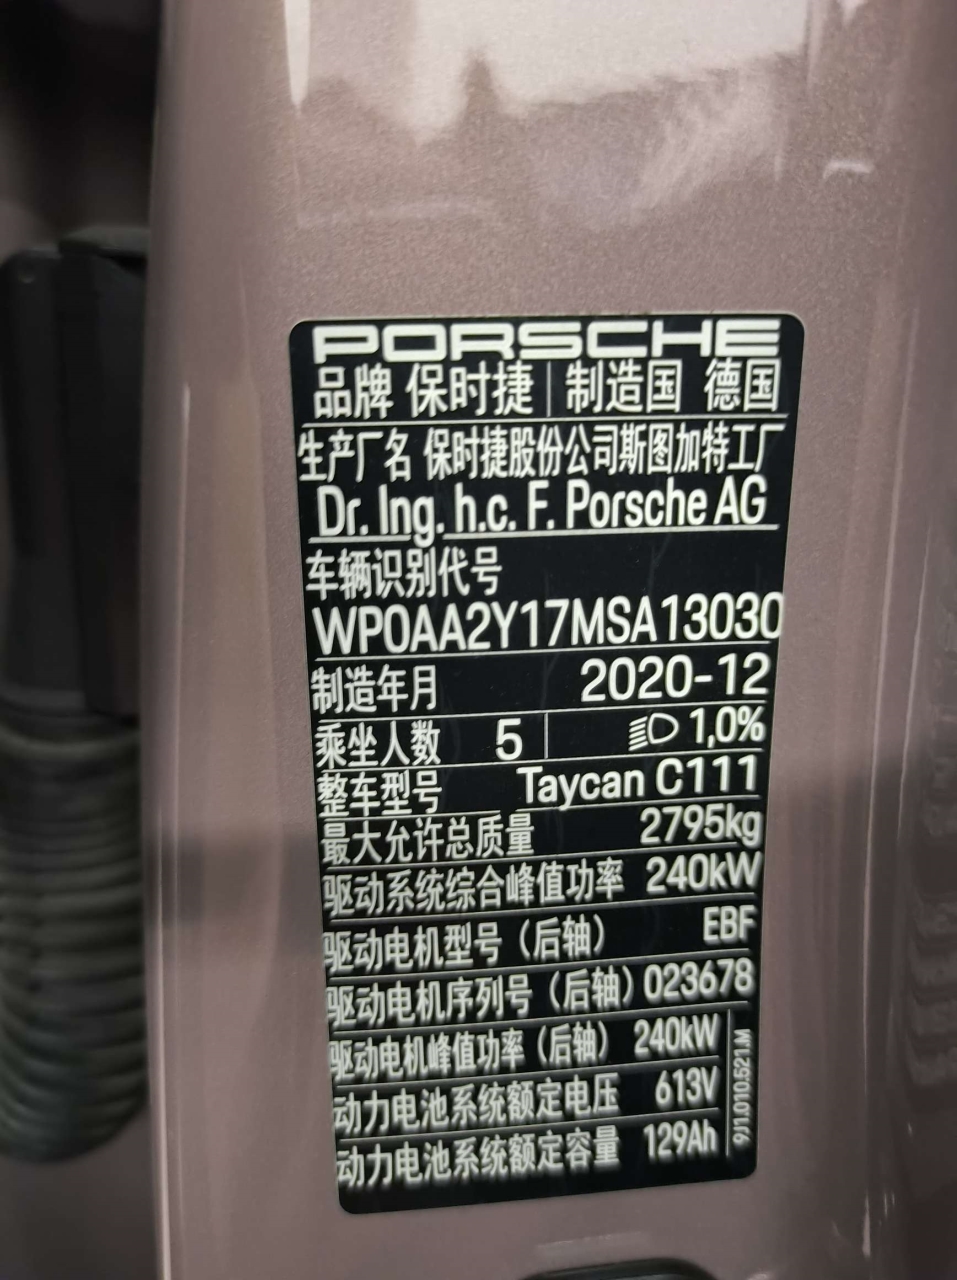 PORSCHE
品牌 保时捷 制造国 德国
生产厂名 保时捷股份公司斯图加特工厂
Dr. Ing. h.c. F. Porsche AG
车辆识别代号
WP0AA2Y17MSA13030
制造年月 2020-12
乘坐人数 5 1,0%
整车型号 Taycan C111
最大允许总质量 2795kg
驱动系统综合峰值功率 240kW
驱动电机型号（后轴） EBF
驱动电机序列号（后轴） 023678
驱动电机峰值功率（后轴） 240kW
动力电池系统额定电压 613V
动力电池系统额定容量 129Ah
9J1.010.521.M